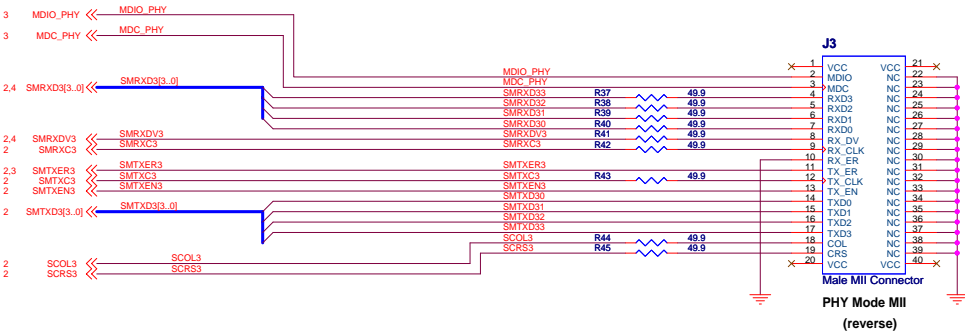 3 MDIO_PHY MDIO_PHY
3 MDC_PHY MDC_PHY
J3
1 VCC VCC 21
MDIO_PHY 2 MDIO NC 22
MDC_PHY 3 MDC NC 23
2,4 SMRXD3[3..0] SMRXD3[3..0] SMRXD33 R37 49.9 4 RXD3 NC 24
SMRXD32 R38 49.9 5 RXD2 NC 25
SMRXD31 R39 49.9 6 RXD1 NC 26
SMRXD30 R40 49.9 7 RXD0 NC 27
2,4 SMRXDV3 SMRXDV3 SMRXDV3 R41 49.9 8 RX_DV NC 28
2 SMRXC3 SMRXC3 SMRXC3 R42 49.9 9 RX_CLK NC 29
10 RX_ER NC 30
2,3 SMTXER3 SMTXER3 SMTXER3 11 TX_ER NC 31
2 SMTXC3 SMTXC3 SMTXC3 R43 49.9 12 TX_CLK NC 32
2 SMTXEN3 SMTXEN3 SMTXEN3 13 TX_EN NC 33
SMTXD30 14 TXD0 NC 34
2 SMTXD3[3..0] SMTXD3[3..0] SMTXD31 15 TXD1 NC 35
SMTXD32 16 TXD2 NC 36
SMTXD33 17 TXD3 NC 37
SCOL3 R44 49.9 18 COL NC 38
SCRS3 R45 49.9 19 CRS NC 39
20 VCC VCC 40
2 SCOL3 SCOL3
2 SCRS3 SCRS3
Male MII Connector
PHY Mode MII
(reverse)